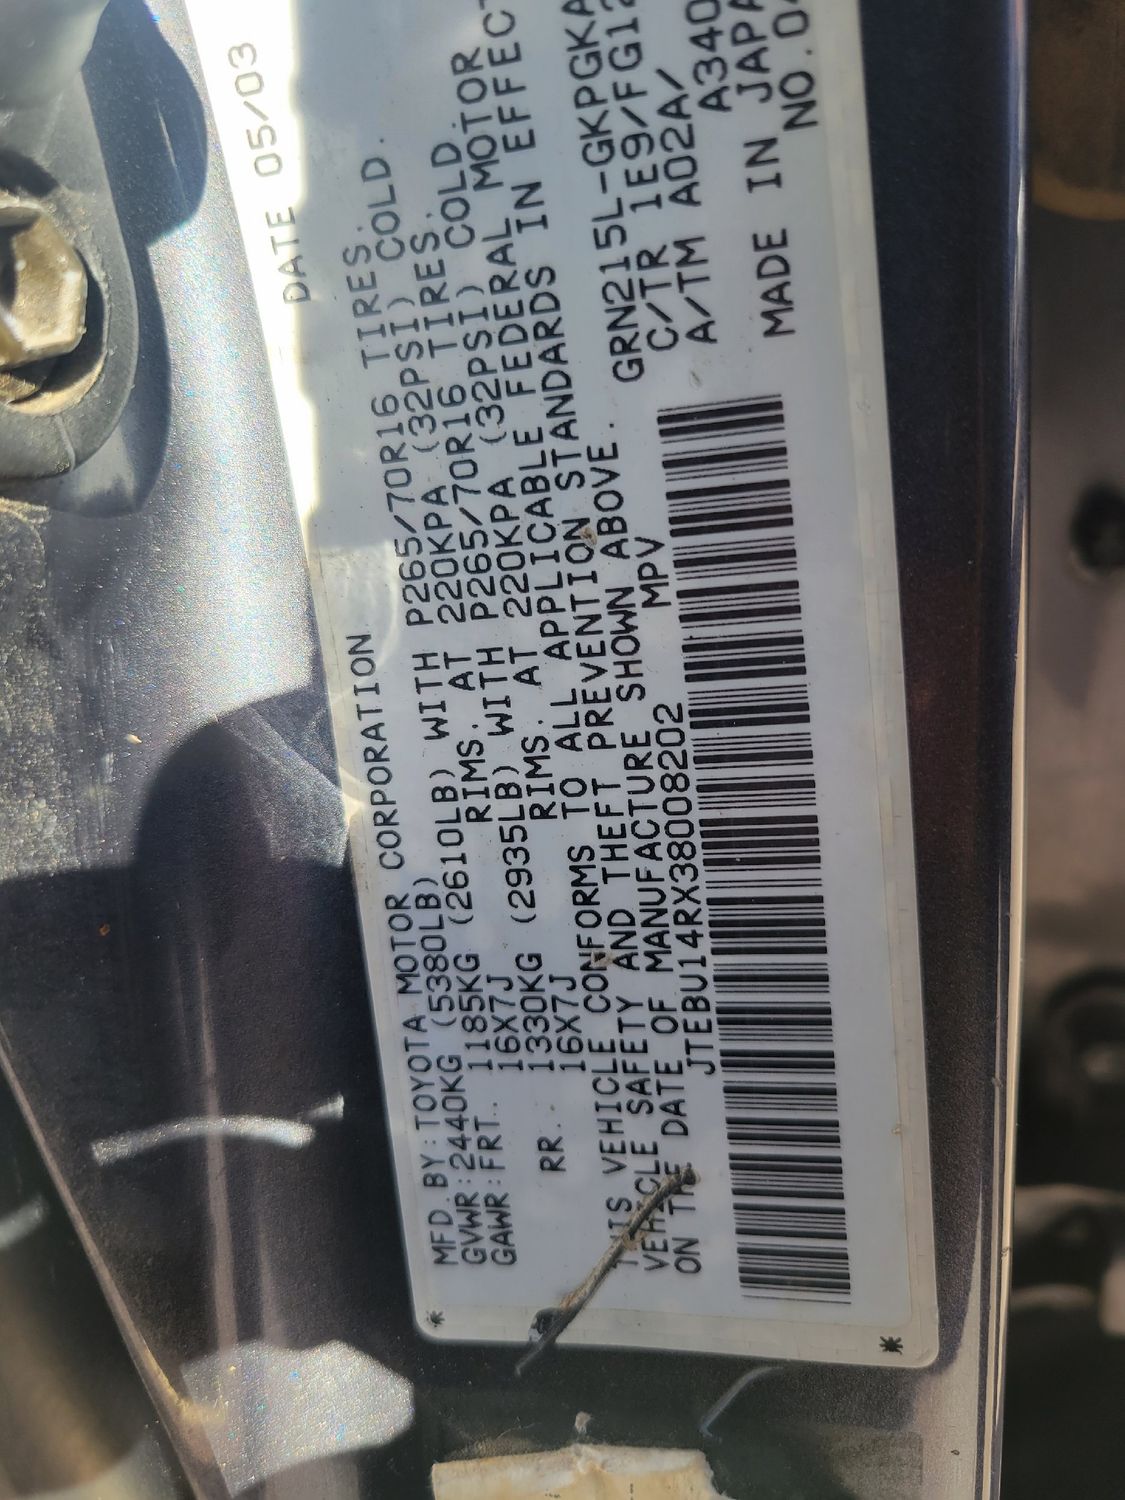 DATE 05/03
MFD.BY:TOYOTA MOTOR CORPORATION
GVWR:2440KG (5380LB)
GAWR:FRT. 1185KG (2610LB) WITH P265/70R16 TIRES.
16X7J RIMS. AT 220KPA (32PSI) COLD.
RR. 1330KG (2935LB) WITH P265/70R16 TIRES.
16X7J RIMS. AT 220KPA (32PSI) COLD.
THIS VEHICLE CONFORMS TO ALL APPLICABLE FEDERAL MOTOR
VEHICLE SAFETY AND THEFT PREVENTION STANDARDS IN EFFECT
ON THE DATE OF MANUFACTURE SHOWN ABOVE.
JTEBU14RX38008202 MPV
GRN215L-GKPGKA
C/TR 1E9/FG12
A/TM A02A/ A340
MADE IN JAPA
NO.04